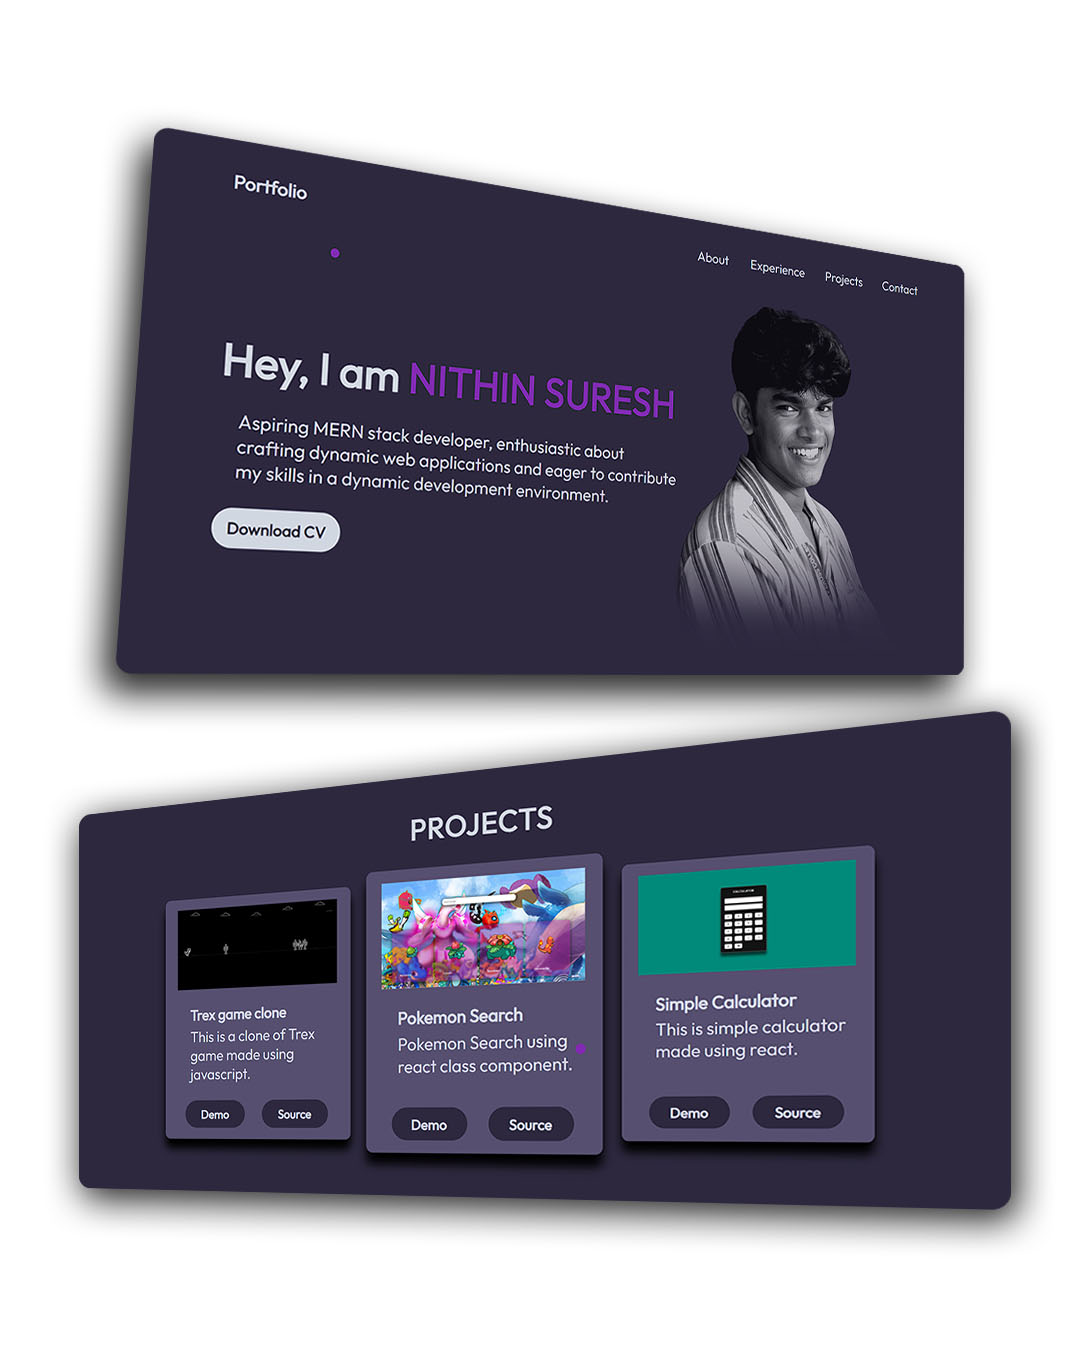 Portfolio
About Experience Projects Contact
Hey, I am NITHIN SURESH
Aspiring MERN stack developer, enthusiastic about
crafting dynamic web applications and eager to contribute
my skills in a dynamic development environment.
Download CV
PROJECTS
Trex game clone
This is a clone of Trex
game made using
javascript.
Demo Source
Pokemon Search
Pokemon Search using
react class component.
Demo Source
Simple Calculator
This is simple calculator
made using react.
Demo Source